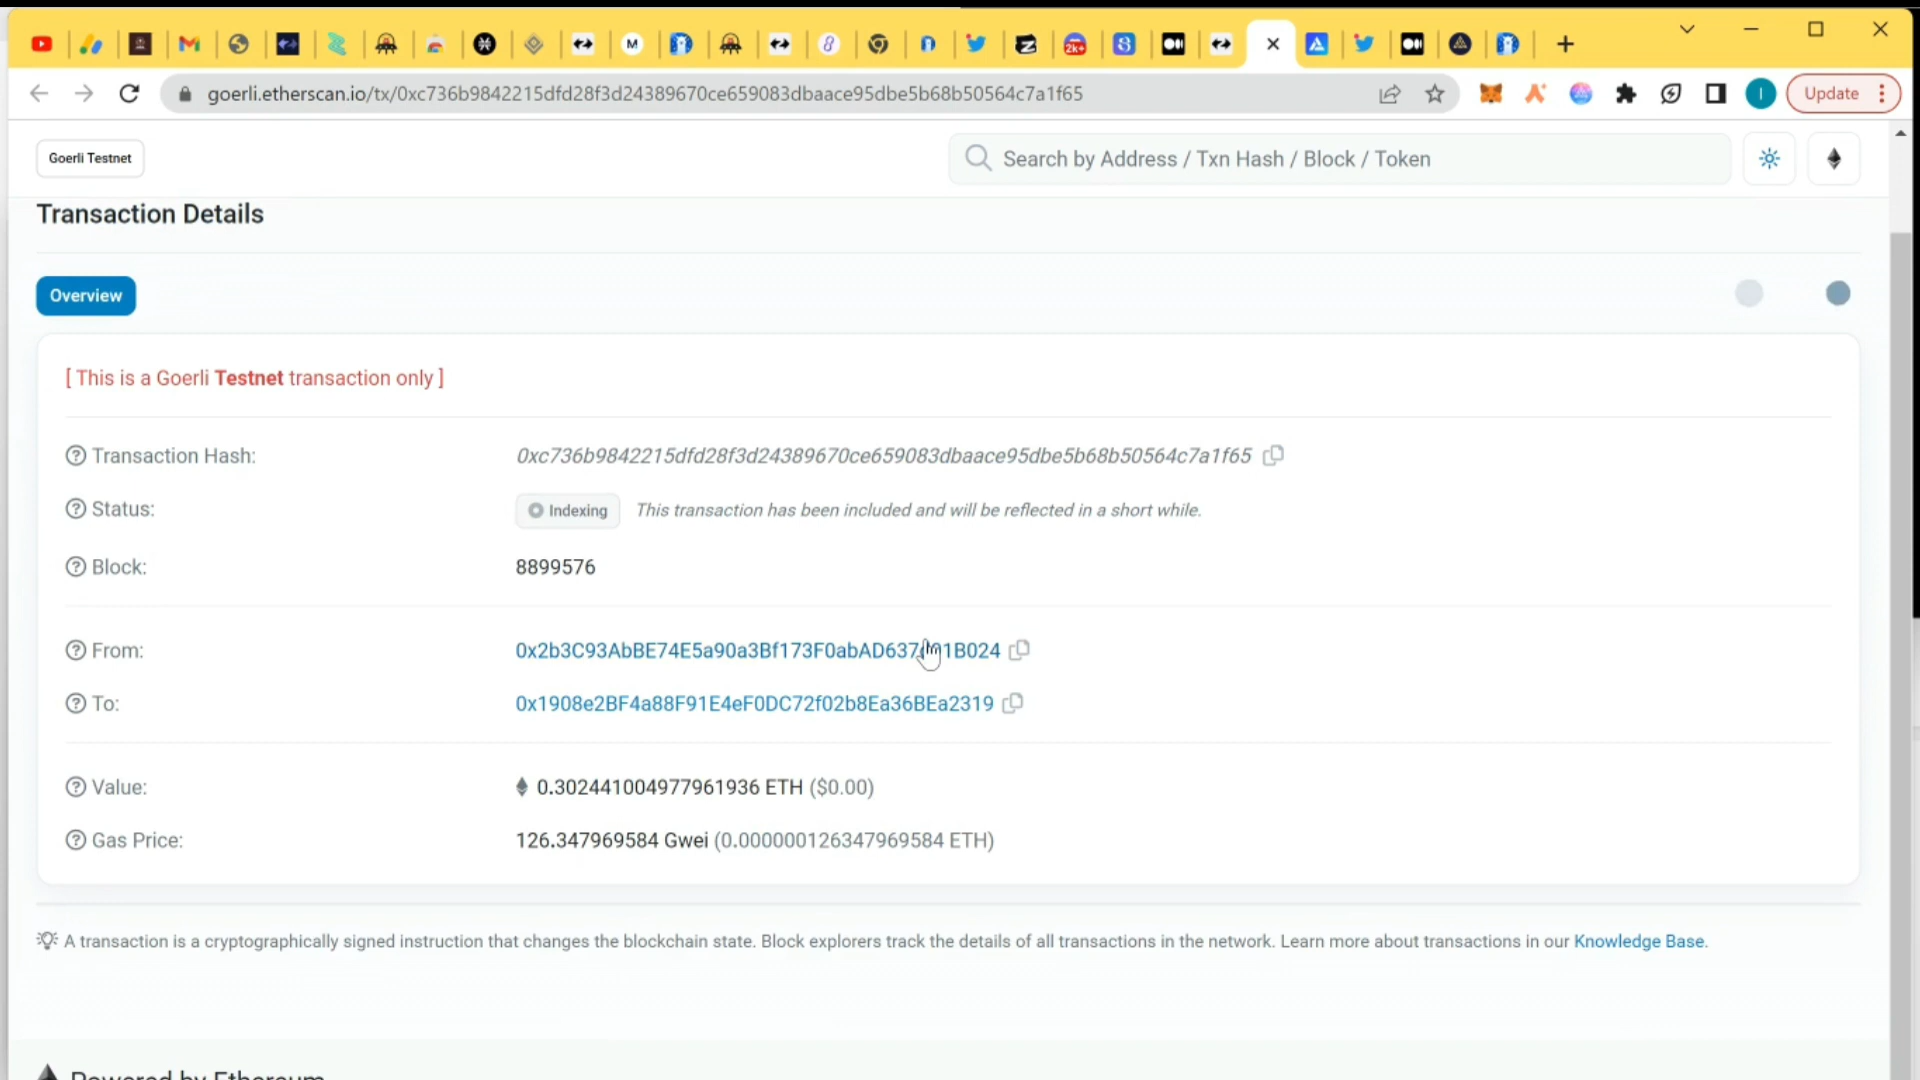 M
2k+
goerli.etherscan.io/tx/0xc736b9842215dfd28f3d24389670ce659083dbaace95dbe5b68b50564c7a1f65
I
Update
Goerli Testnet
Search by Address / Txn Hash / Block / Token
Transaction Details
Overview
[ This is a Goerli Testnet transaction only ]
Transaction Hash:
0xc736b9842215dfd28f3d24389670ce659083dbaace95dbe5b68b50564c7a1f65
Status:
Indexing
This transaction has been included and will be reflected in a short while.
Block:
8899576
From:
To:
0x1908e2BF4a88F91E4eF0DC72f02b8Ea36BEa2319
Value:
0.302441004977961936 ETH ($0.00)
Gas Price:
126.347969584 Gwei (0.000000126347969584 ETH)
A transaction is a cryptographically signed instruction that changes the blockchain state. Block explorers track the details of all transactions in the network. Learn more about transactions in our Knowledge Base.
Powered by Ethereum